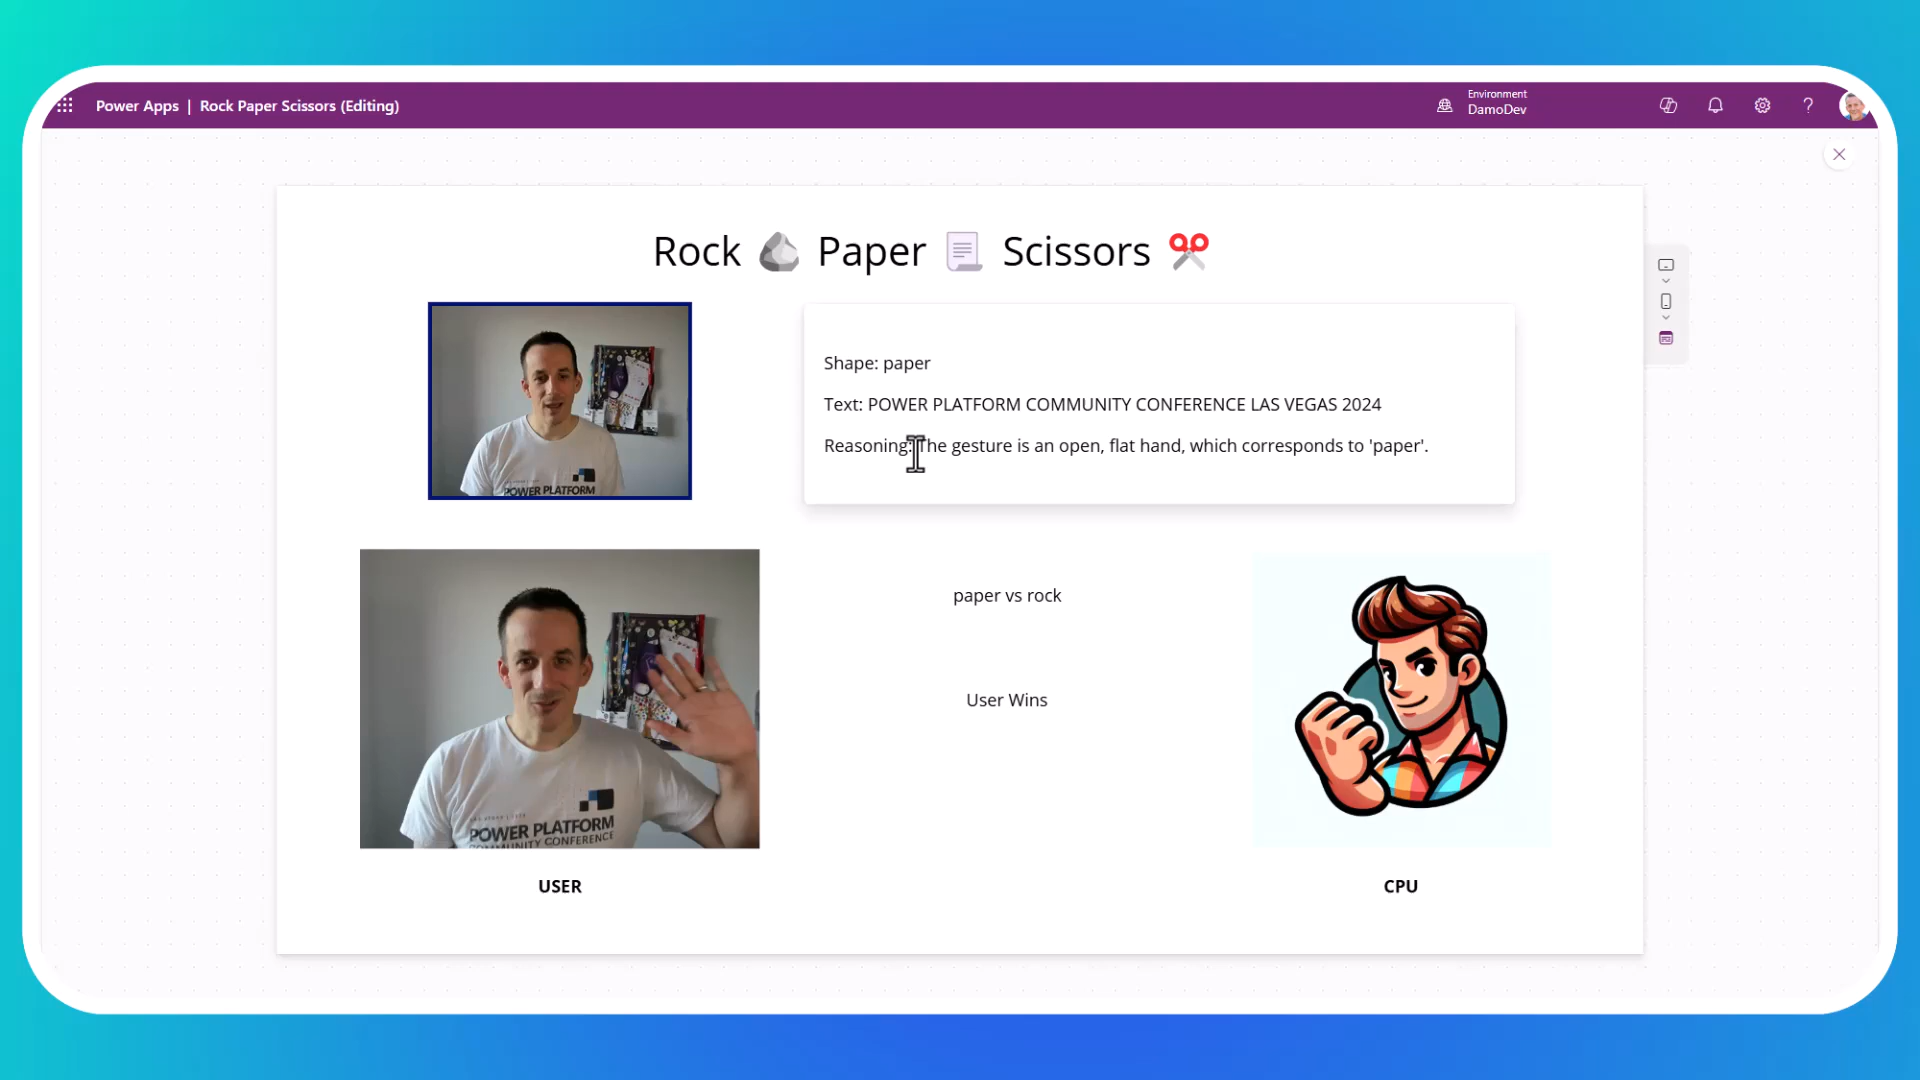 Power Apps | Rock Paper Scissors (Editing)
Environment
DamoDev
Rock Paper Scissors
Shape: paper
Text: POWER PLATFORM COMMUNITY CONFERENCE LAS VEGAS 2024
Reasoning: The gesture is an open, flat hand, which corresponds to 'paper'.
POWER PLATFORM
paper vs rock
User Wins
POWER PLATFORM
COMMUNITY CONFERENCE
USER
CPU